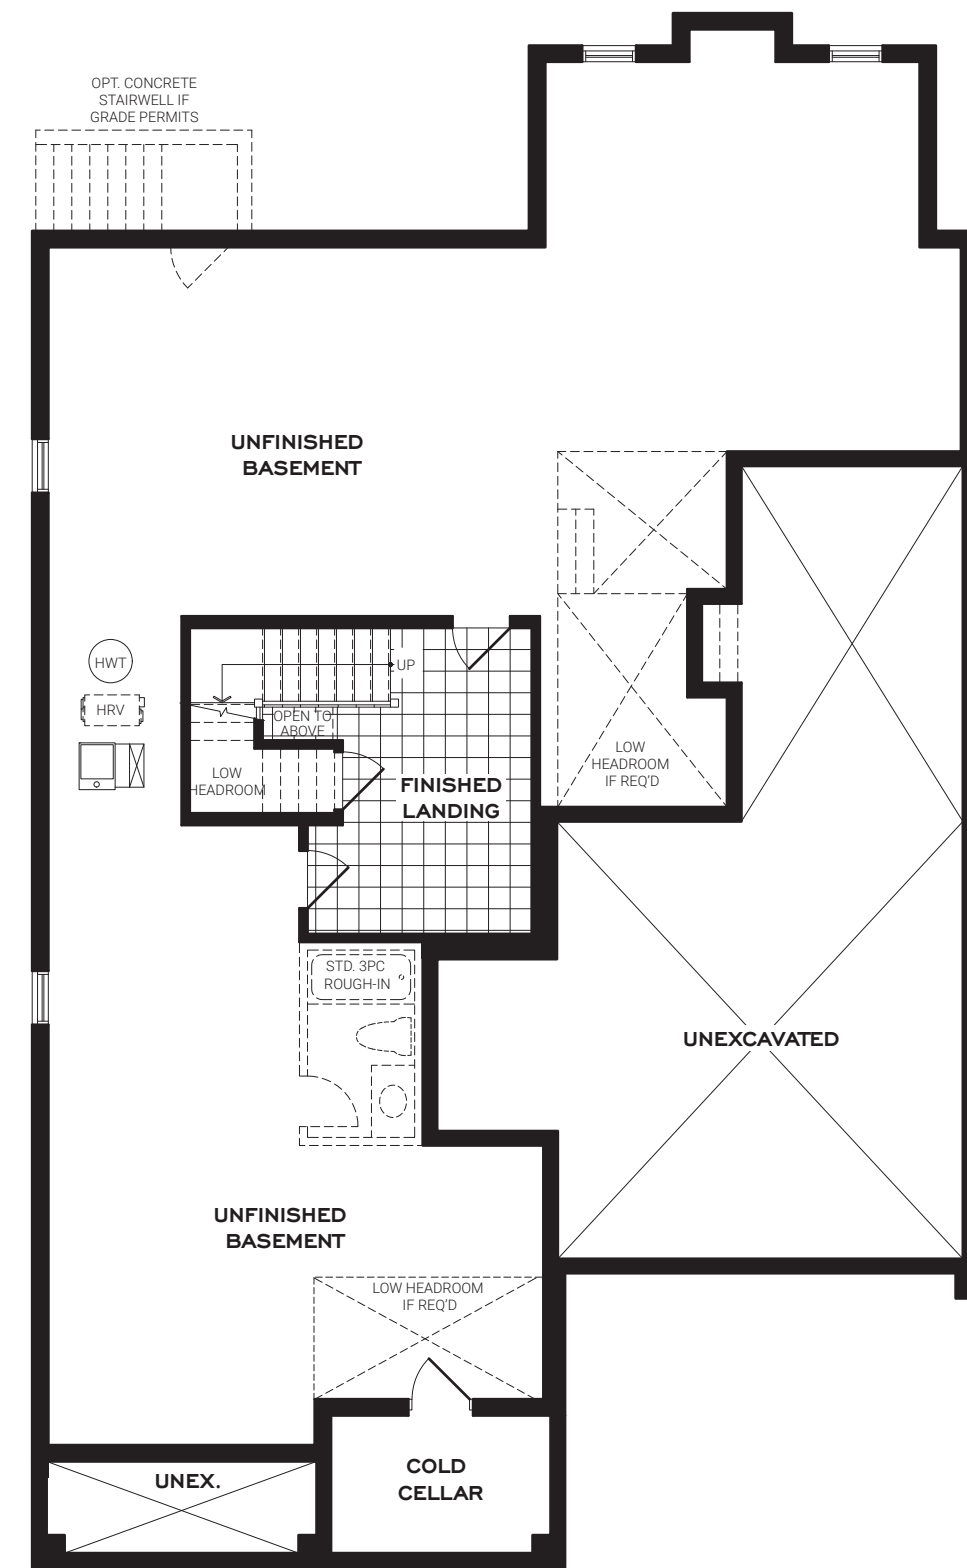 OPT. CONCRETE
STAIRWELL IF
GRADE PERMITS
UNFINISHED
BASEMENT
HWT
HRV
UP
OPEN TO
ABOVE
LOW
HEADROOM
FINISHED
LANDING
LOW
HEADROOM
IF REQ'D
STD. 3PC
ROUGH-IN
UNEXCAVATED
UNFINISHED
BASEMENT
LOW HEADROOM
IF REQ'D
UNEX.
COLD
CELLAR